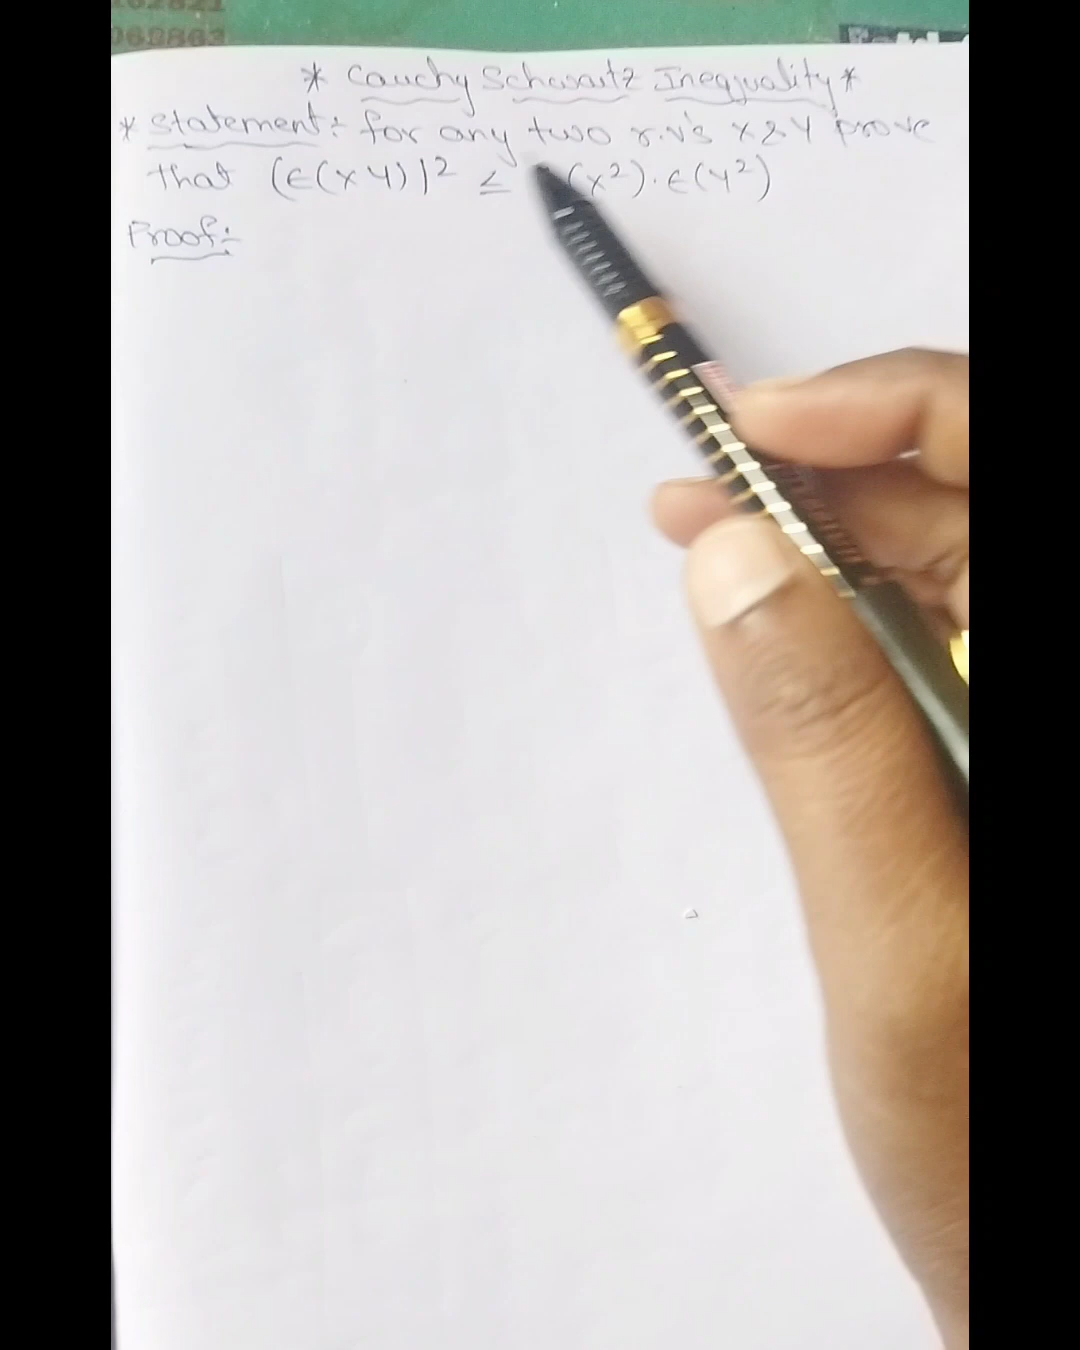 * Cauchy Schwartz Inequality *
* Statement :- for any two r.v's X & Y prove
that (E(XY))² ≤ (X²).E(Y²)
Proof:-